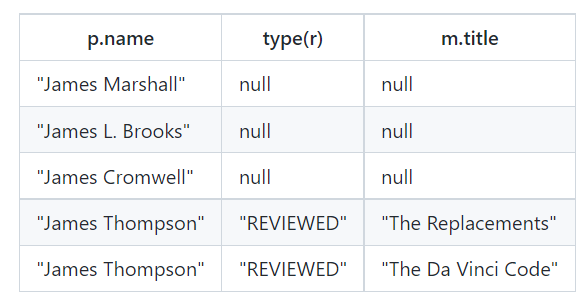 p.name type(r) m.title
"James Marshall" null null
"James L. Brooks" null null
"James Cromwell" null null
"James Thompson" "REVIEWED" "The Replacements"
"James Thompson" "REVIEWED" "The Da Vinci Code"